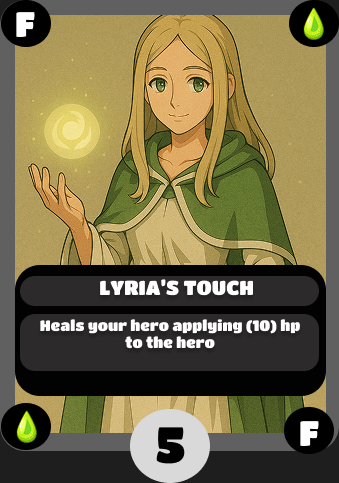 F
LYRIA'S TOUCH
Heals your hero applying (10) hp
to the hero
5
F